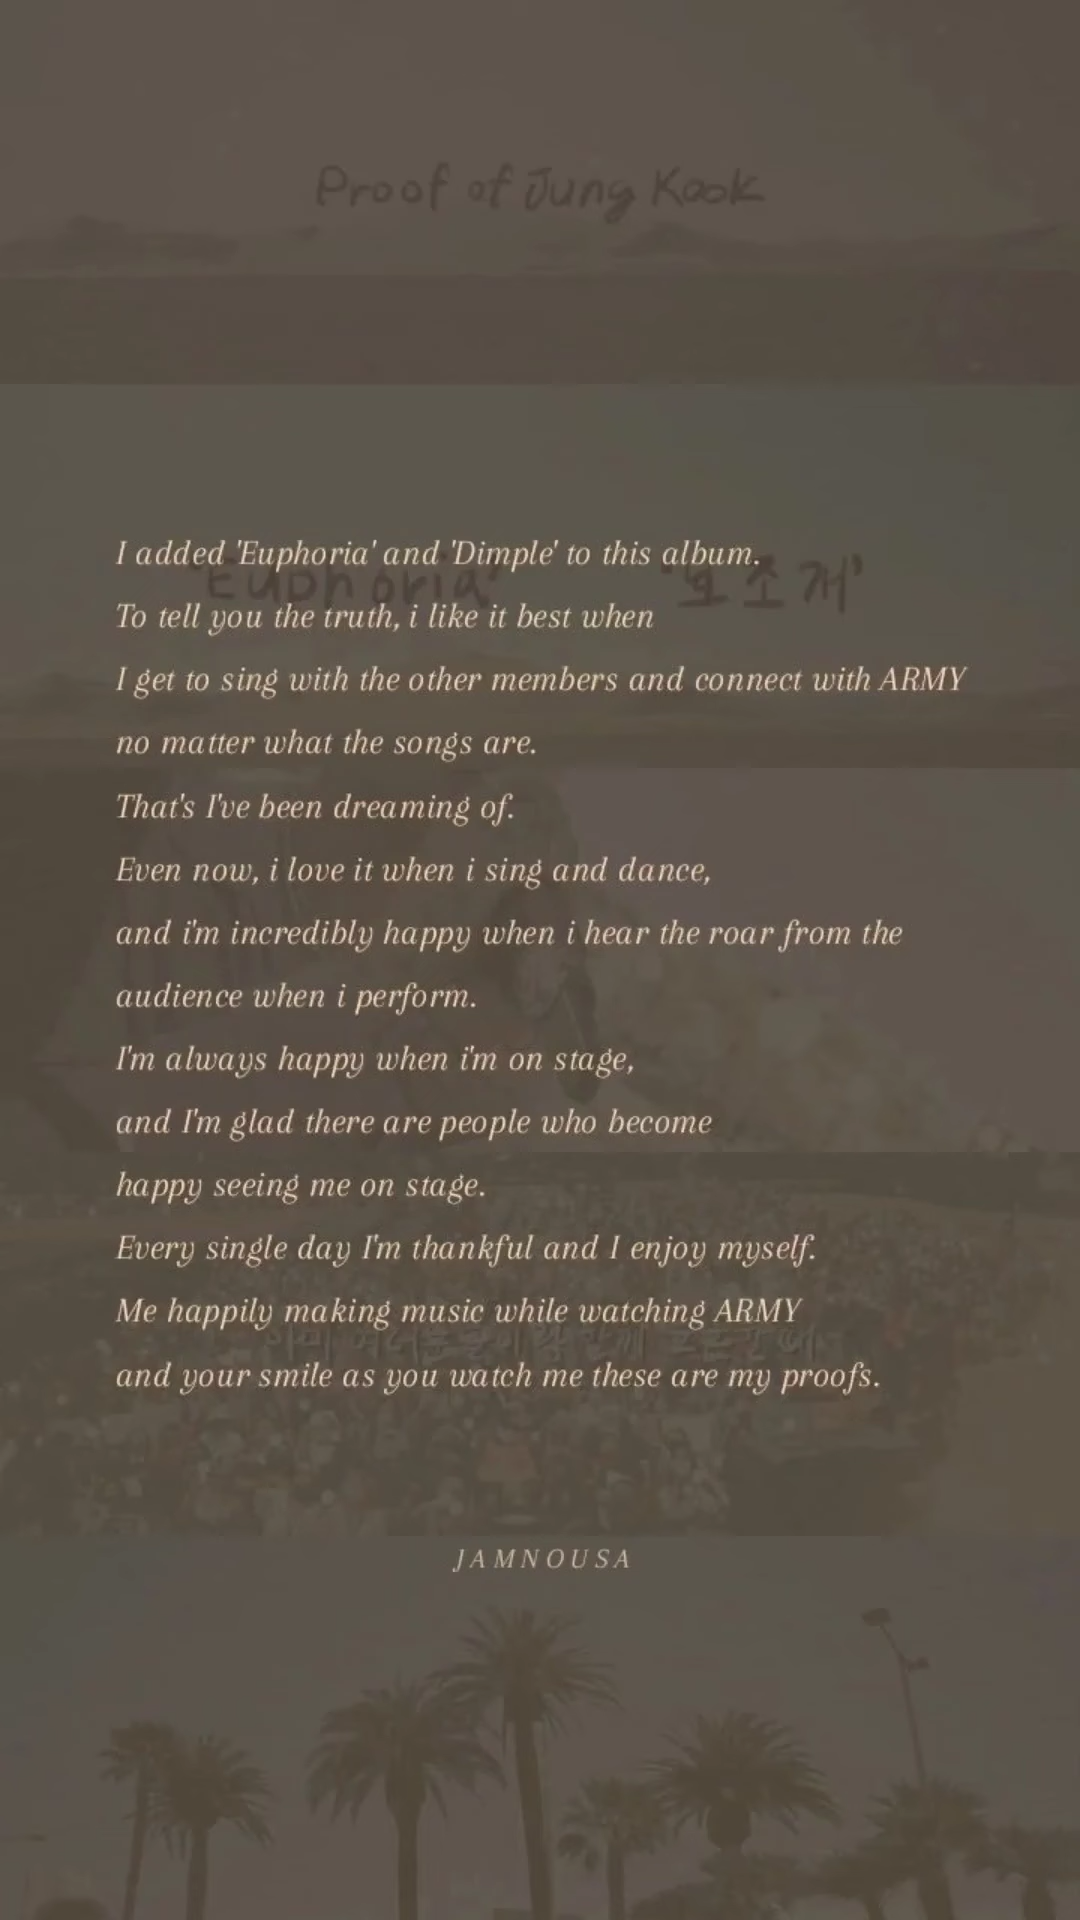 Proof of Jung Kook
'Euphoria' '보조개'
I added 'Euphoria' and 'Dimple' to this album.
To tell you the truth, i like it best when
I get to sing with the other members and connect with ARMY
no matter what the songs are.
That's I've been dreaming of.
Even now, i love it when i sing and dance,
and i'm incredibly happy when i hear the roar from the
audience when i perform.
I'm always happy when i'm on stage,
and I'm glad there are people who become
happy seeing me on stage.
Every single day I'm thankful and I enjoy myself.
Me happily making music while watching ARMY
and your smile as you watch me these are my proofs.
JAMNOUSA